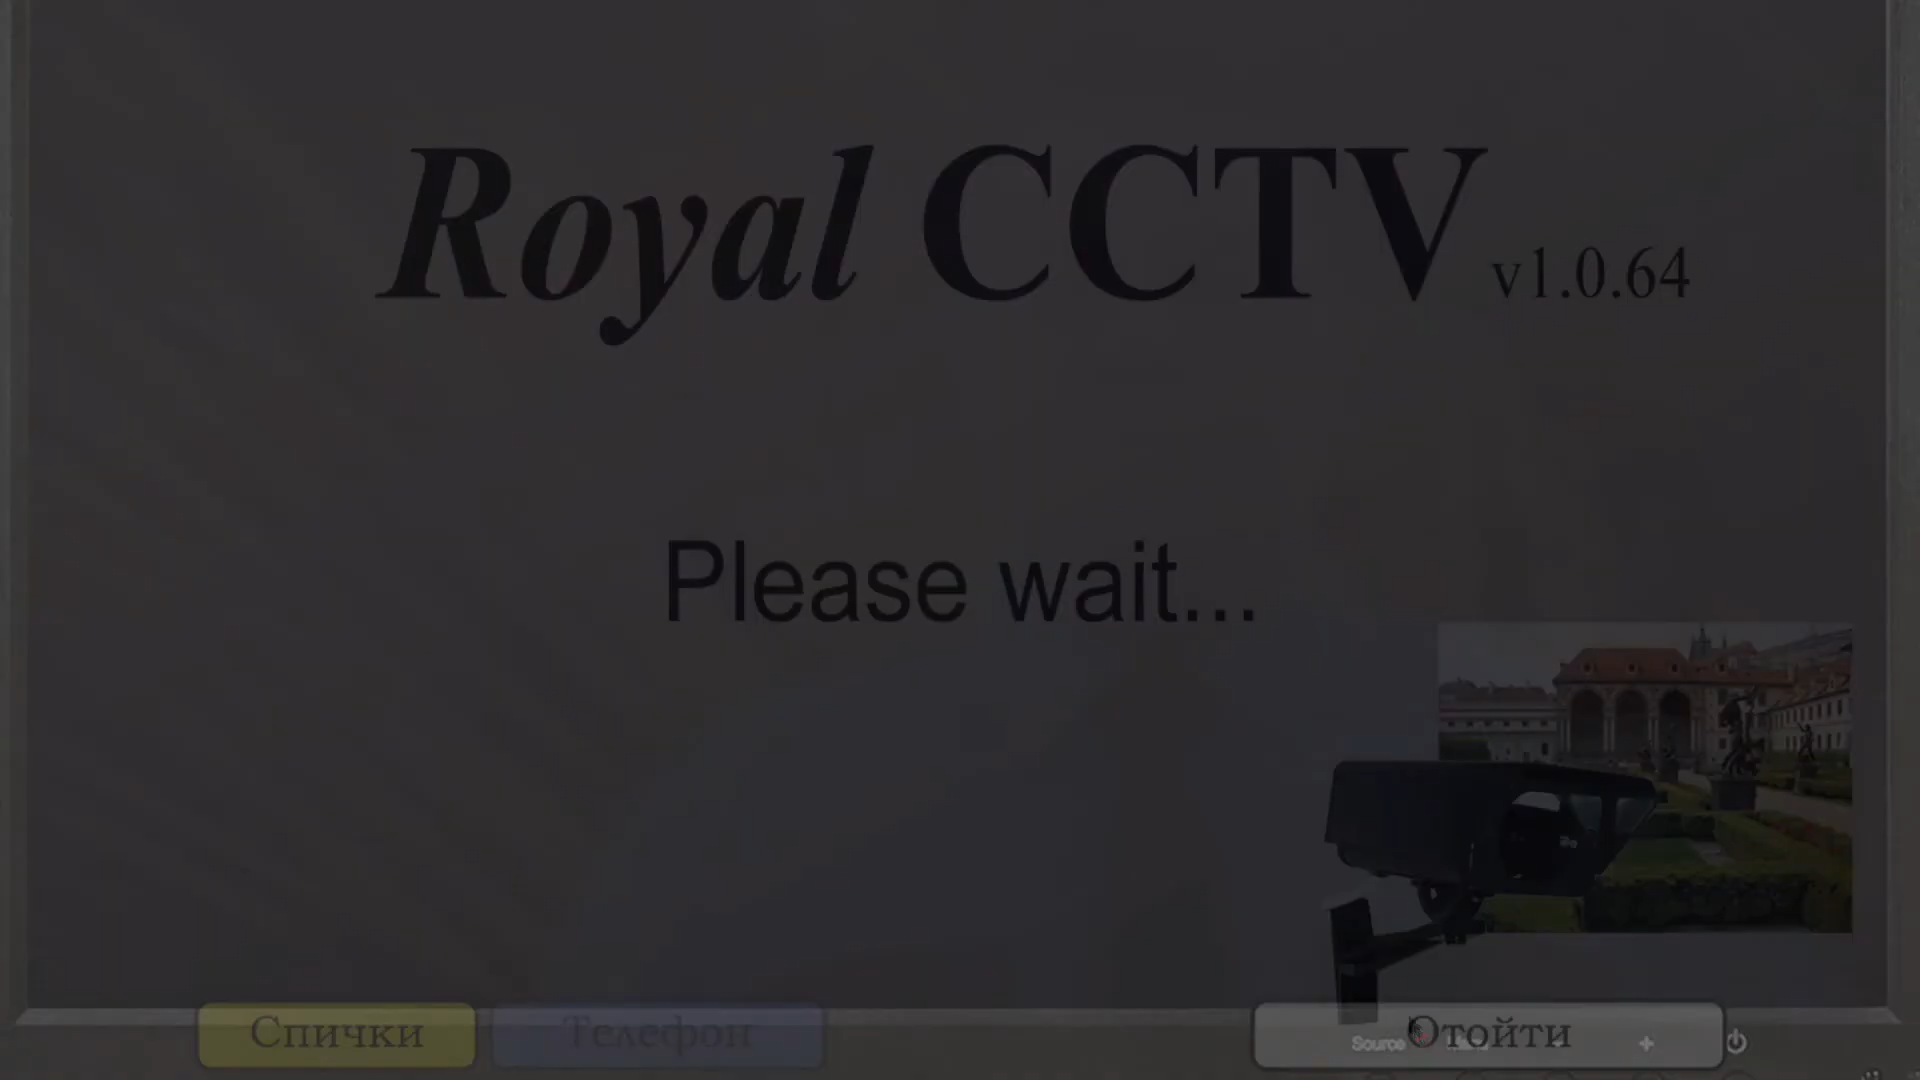 Royal CCTV v1.0.64
Please wait...
Спички Телефон Отойти
Source